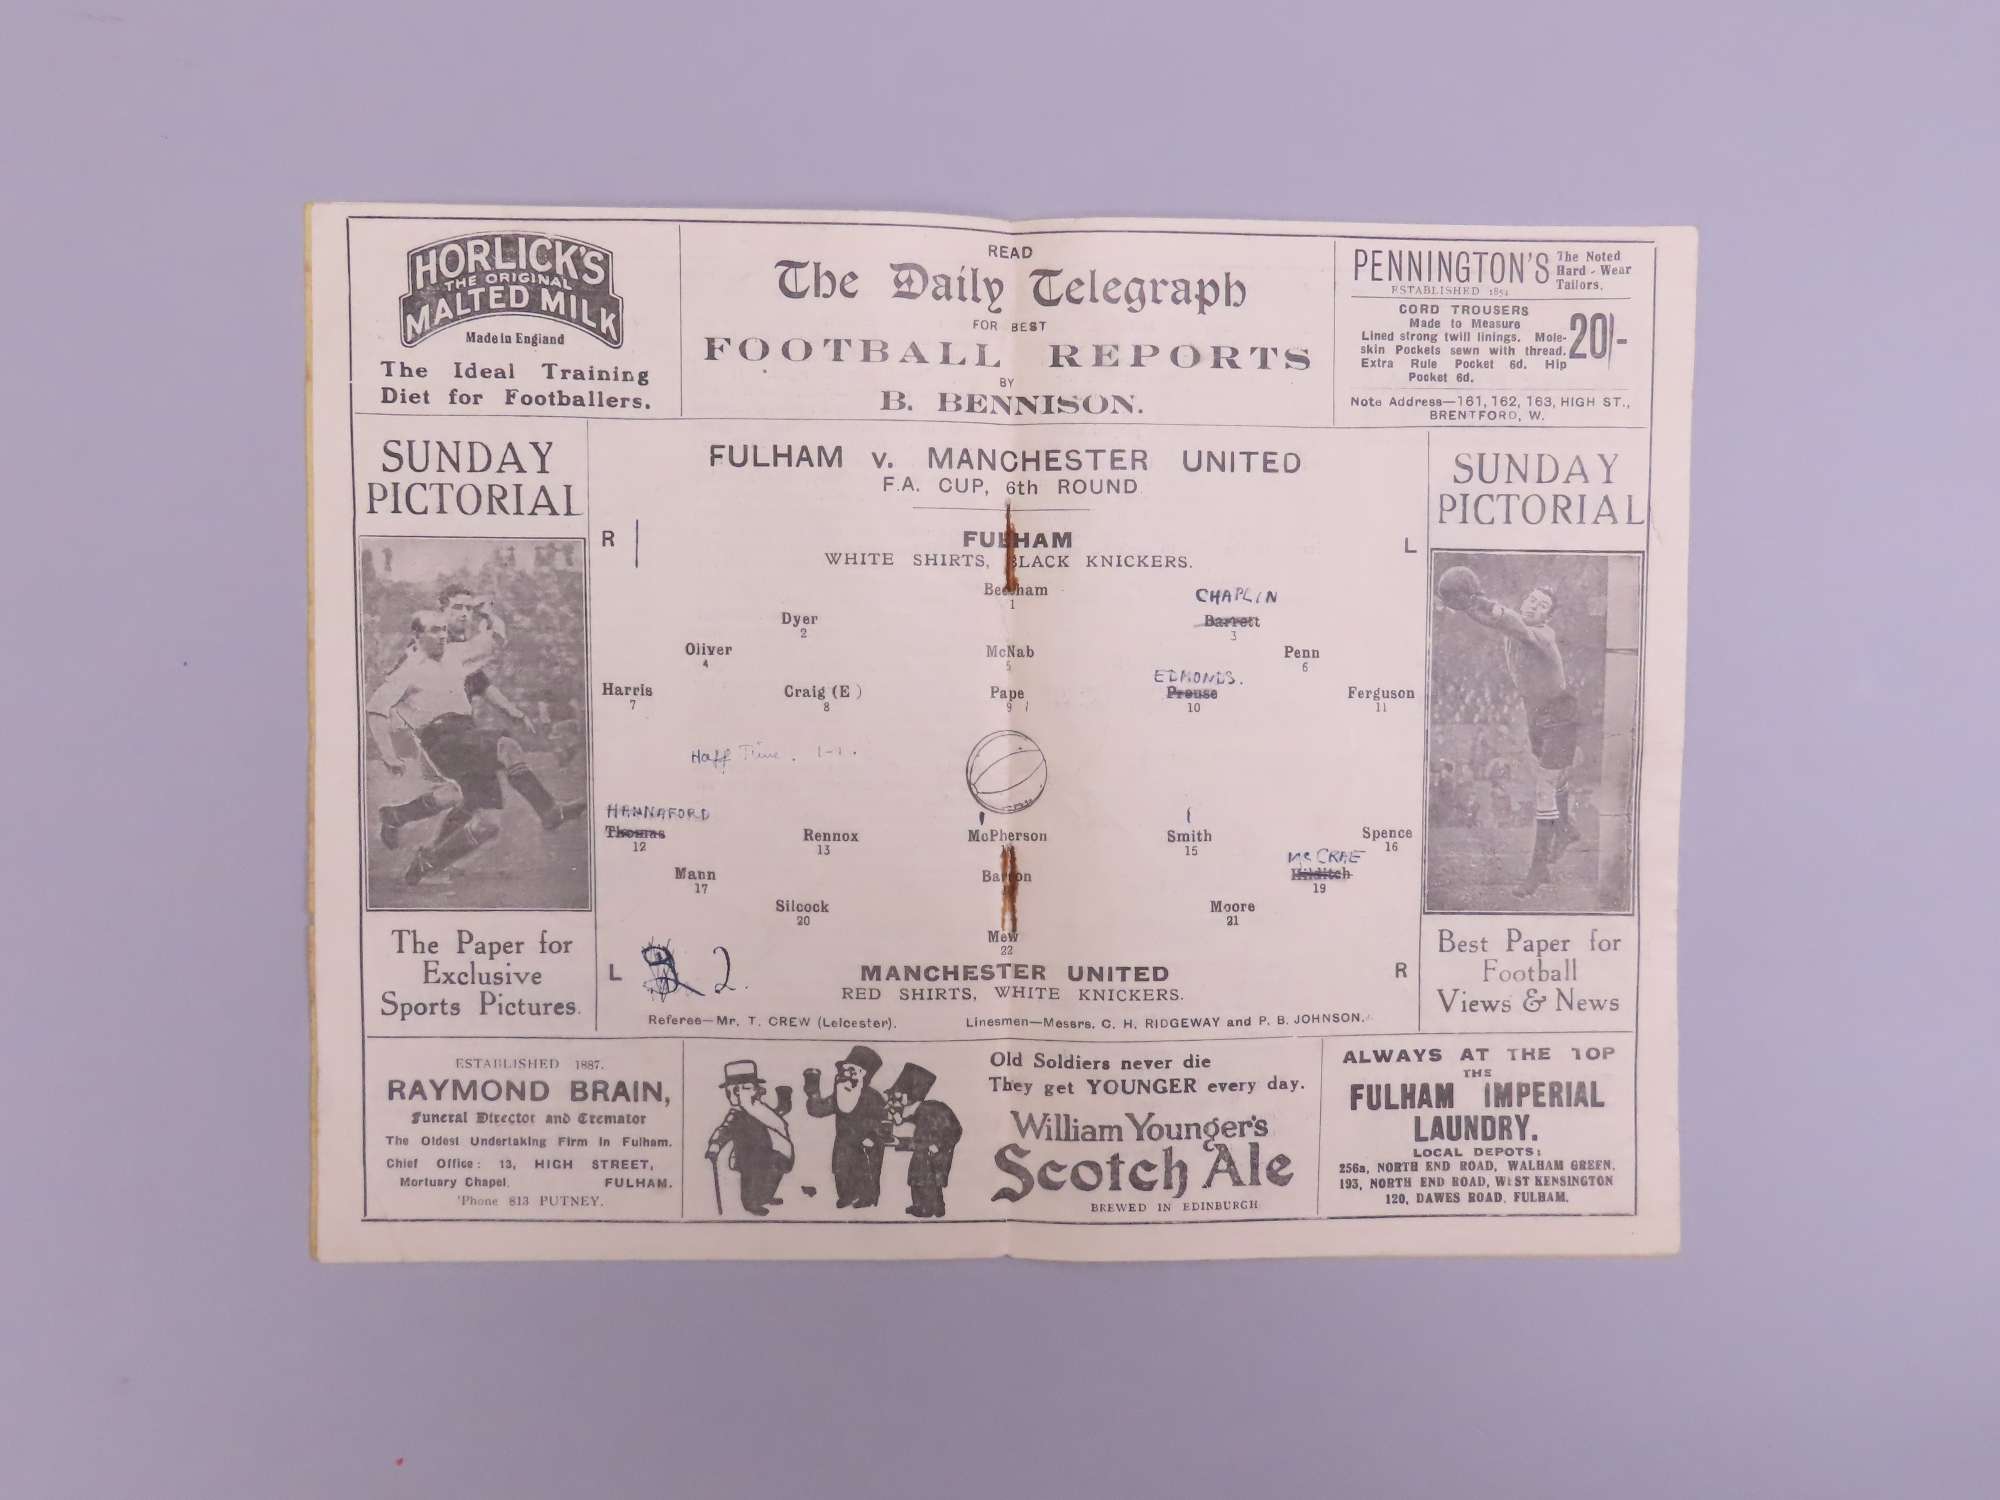 HORLICK'S
THE ORIGINAL
MALTED MILK
Made in England
The Ideal Training
Diet for Footballers.
READ
The Daily Telegraph
FOR BEST
FOOTBALL REPORTS
BY
B. BENNISON.
PENNINGTON'S
The Noted
Hard - Wear
Tailors.
ESTABLISHED 1854
CORD TROUSERS
Made to Measure
Lined strong twill linings. Mole-
skin Pockets sewn with thread.
Extra Rule Pocket 6d. Hip
Pocket 6d.
20/-
Note Address—161, 162, 163, HIGH ST.,
BRENTFORD, W.
SUNDAY
PICTORIAL
The Paper for
Exclusive
Sports Pictures.
FULHAM v. MANCHESTER UNITED
F.A. CUP, 6th ROUND
R
L
FULHAM
WHITE SHIRTS, BLACK KNICKERS.
Beecham
1
CHAPLIN
Dyer
2
Barrett
3
Oliver
4
McNab
5
Penn
6
EDMONDS.
Harris
7
Craig (E )
8
Pape
9
Prouse
10
Ferguson
11
Half Time. 1-1.
HANNAFORD
Thomas
12
Rennox
13
McPherson
Smith
15
Spence
16
McCRAE
Mann
17
Barson
Hilditch
19
Silcock
20
Moore
21
Mew
22
L
2.
R
MANCHESTER UNITED
RED SHIRTS, WHITE KNICKERS.
Referee—Mr. T. CREW (Leicester).
Linesmen—Messrs. C. H. RIDGEWAY and P. B. JOHNSON.
SUNDAY
PICTORIAL
Best Paper for
Football
Views & News
ESTABLISHED 1887.
RAYMOND BRAIN,
Funeral Director and Cremator
The Oldest Undertaking Firm in Fulham.
Chief Office: 13, HIGH STREET,
Mortuary Chapel. FULHAM.
'Phone 813 PUTNEY.
Old Soldiers never die
They get YOUNGER every day.
William Younger's
Scotch Ale
BREWED IN EDINBURGH
ALWAYS AT THE TOP
THE
FULHAM IMPERIAL
LAUNDRY.
LOCAL DEPOTS:
256a, NORTH END ROAD, WALHAM GREEN.
193, NORTH END ROAD, WEST KENSINGTON
120, DAWES ROAD, FULHAM.